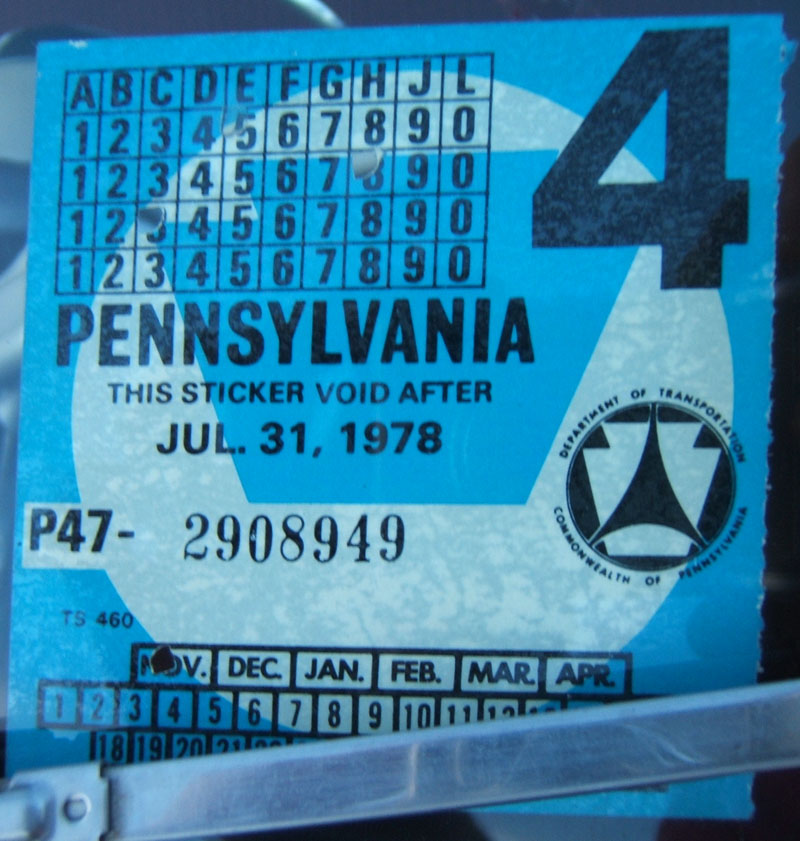 4
A B C D E F G H J L
1 2 3 4 5 6 7 8 9 0
1 2 3 4 5 6 7 8 9 0
1 2 3 4 5 6 7 8 9 0
1 2 3 4 5 6 7 8 9 0
PENNSYLVANIA
THIS STICKER VOID AFTER
JUL. 31, 1978
DEPARTMENT OF TRANSPORTATION
COMMONWEALTH OF PENNSYLVANIA
P47- 2908949
TS 460
NOV. DEC. JAN. FEB. MAR. APR.
1 2 3 4 5 6 7 8 9 10 11 12
18 19 20 21